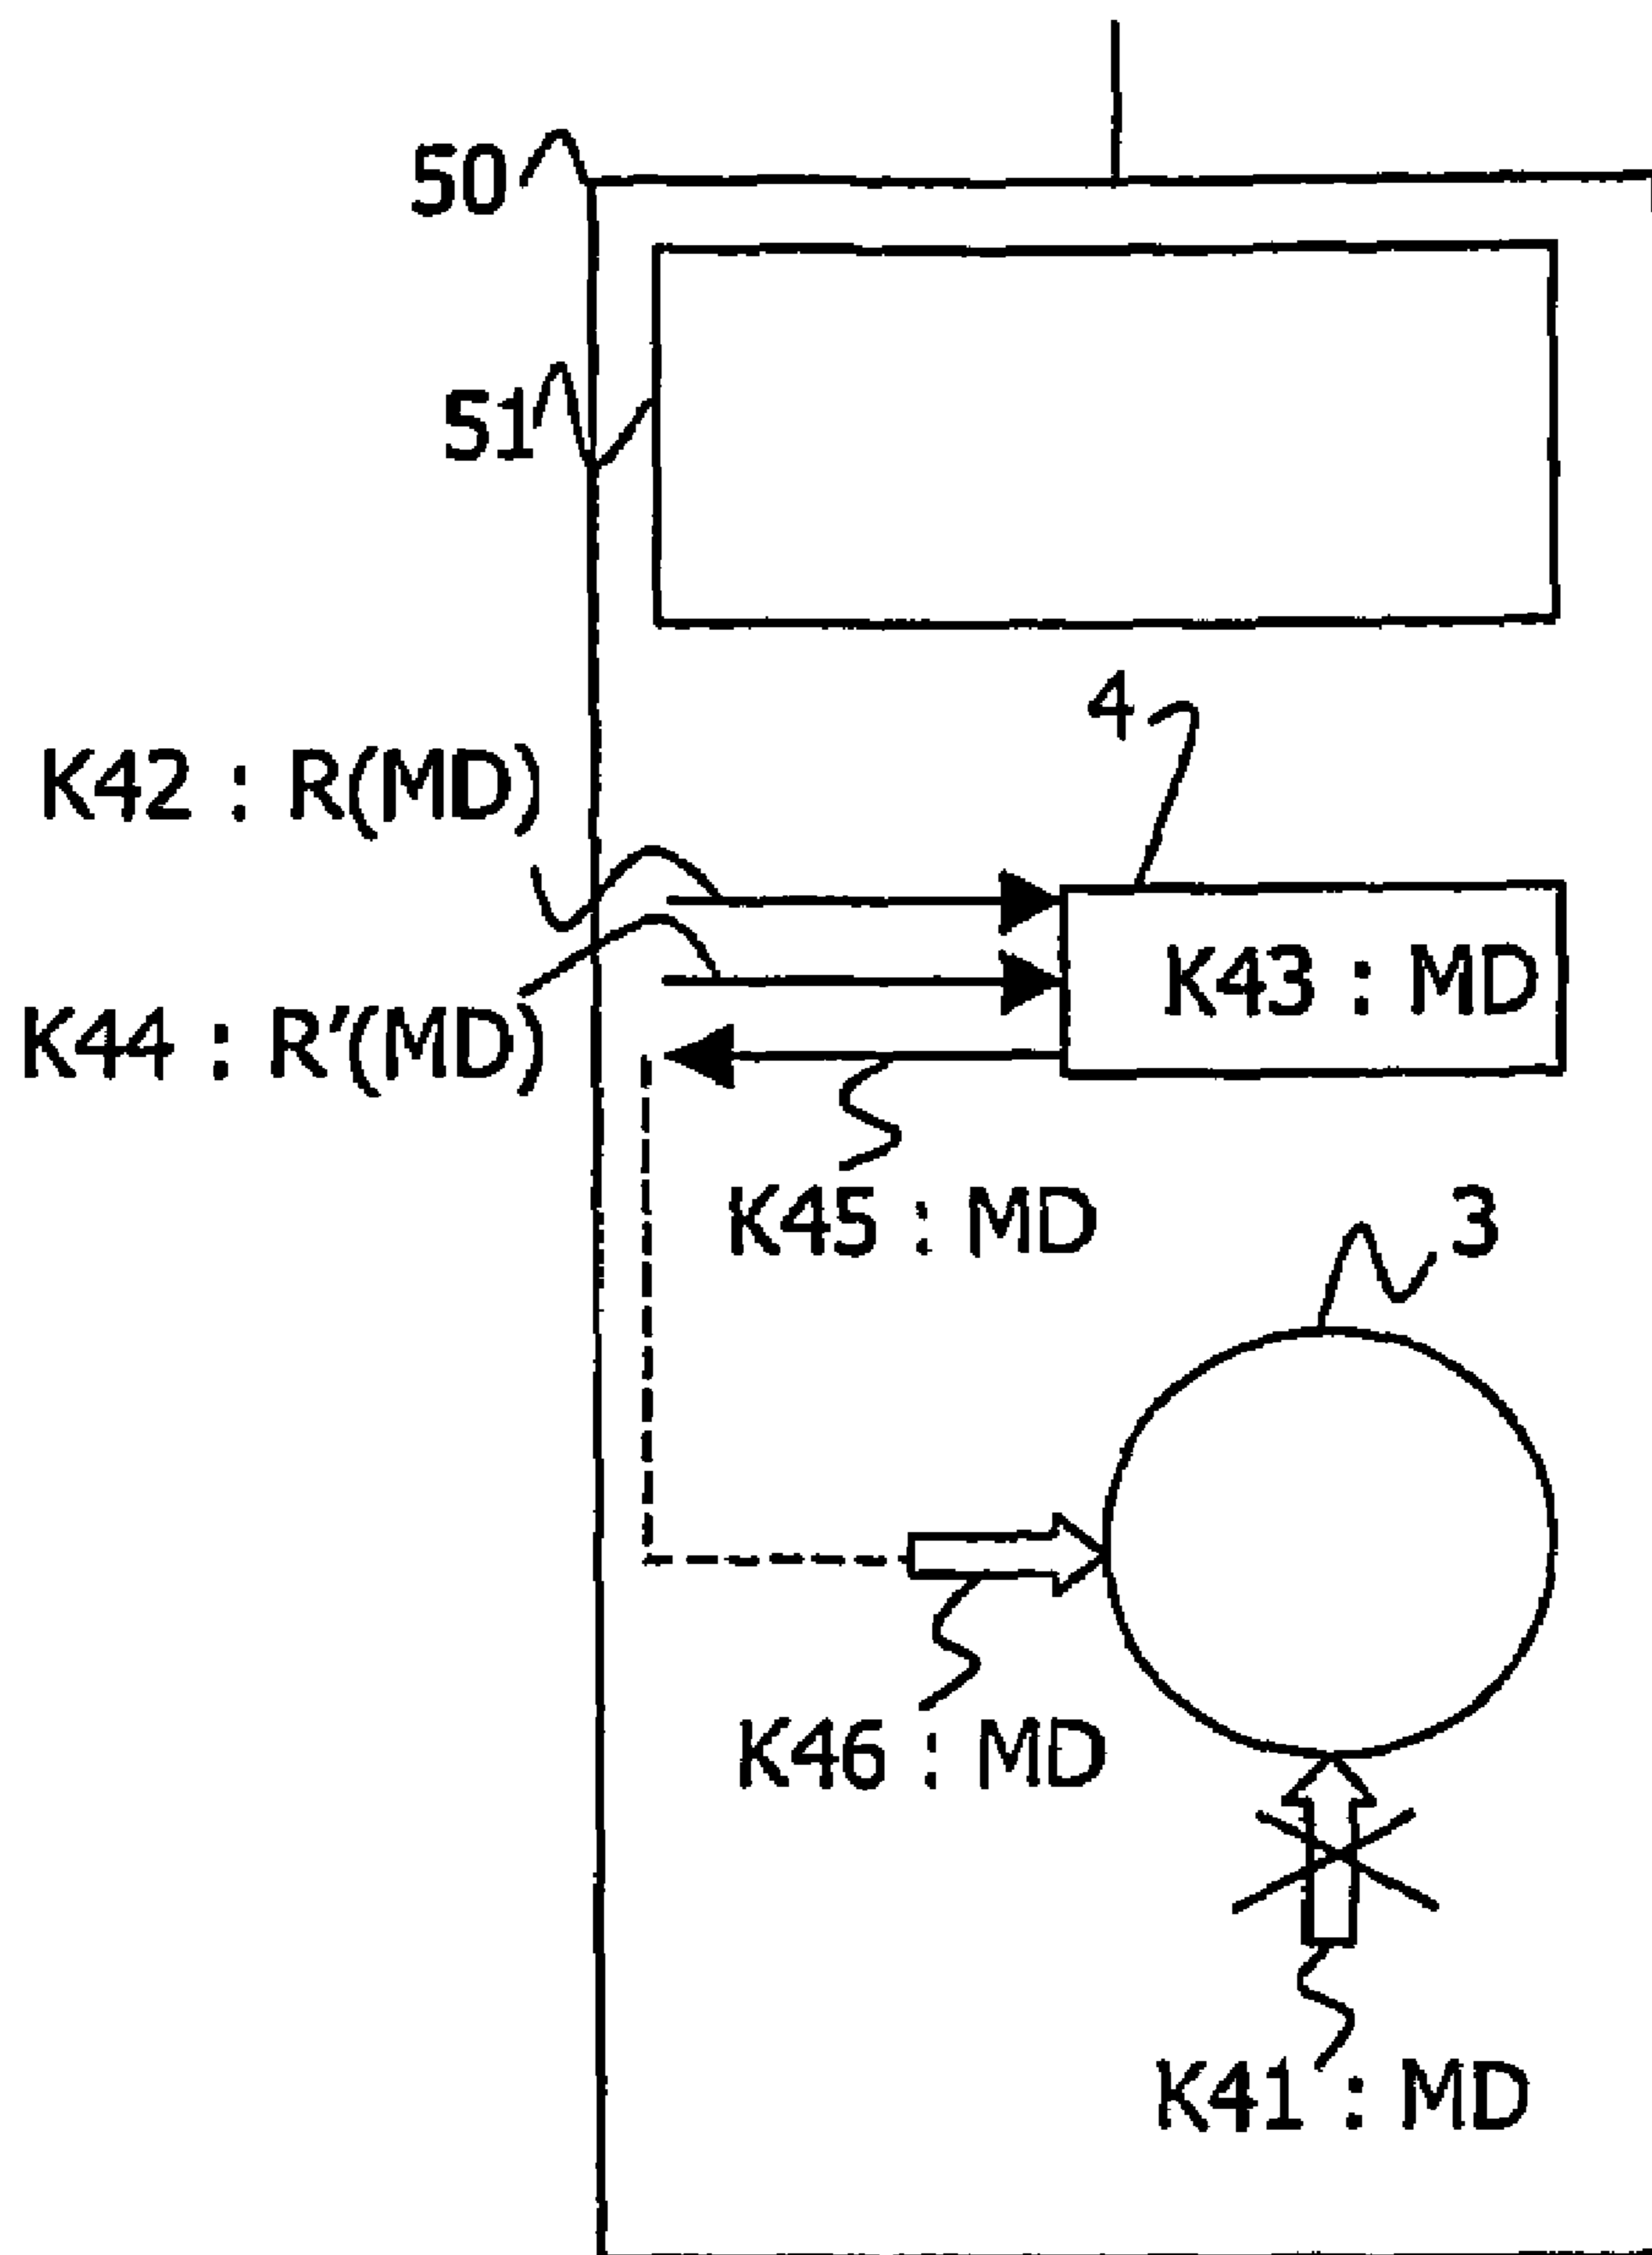 50
51
4
K42 : R(MD)
K43 : MD
K44 : R'(MD)
K45 : MD
3
K46 : MD
K41 : MD